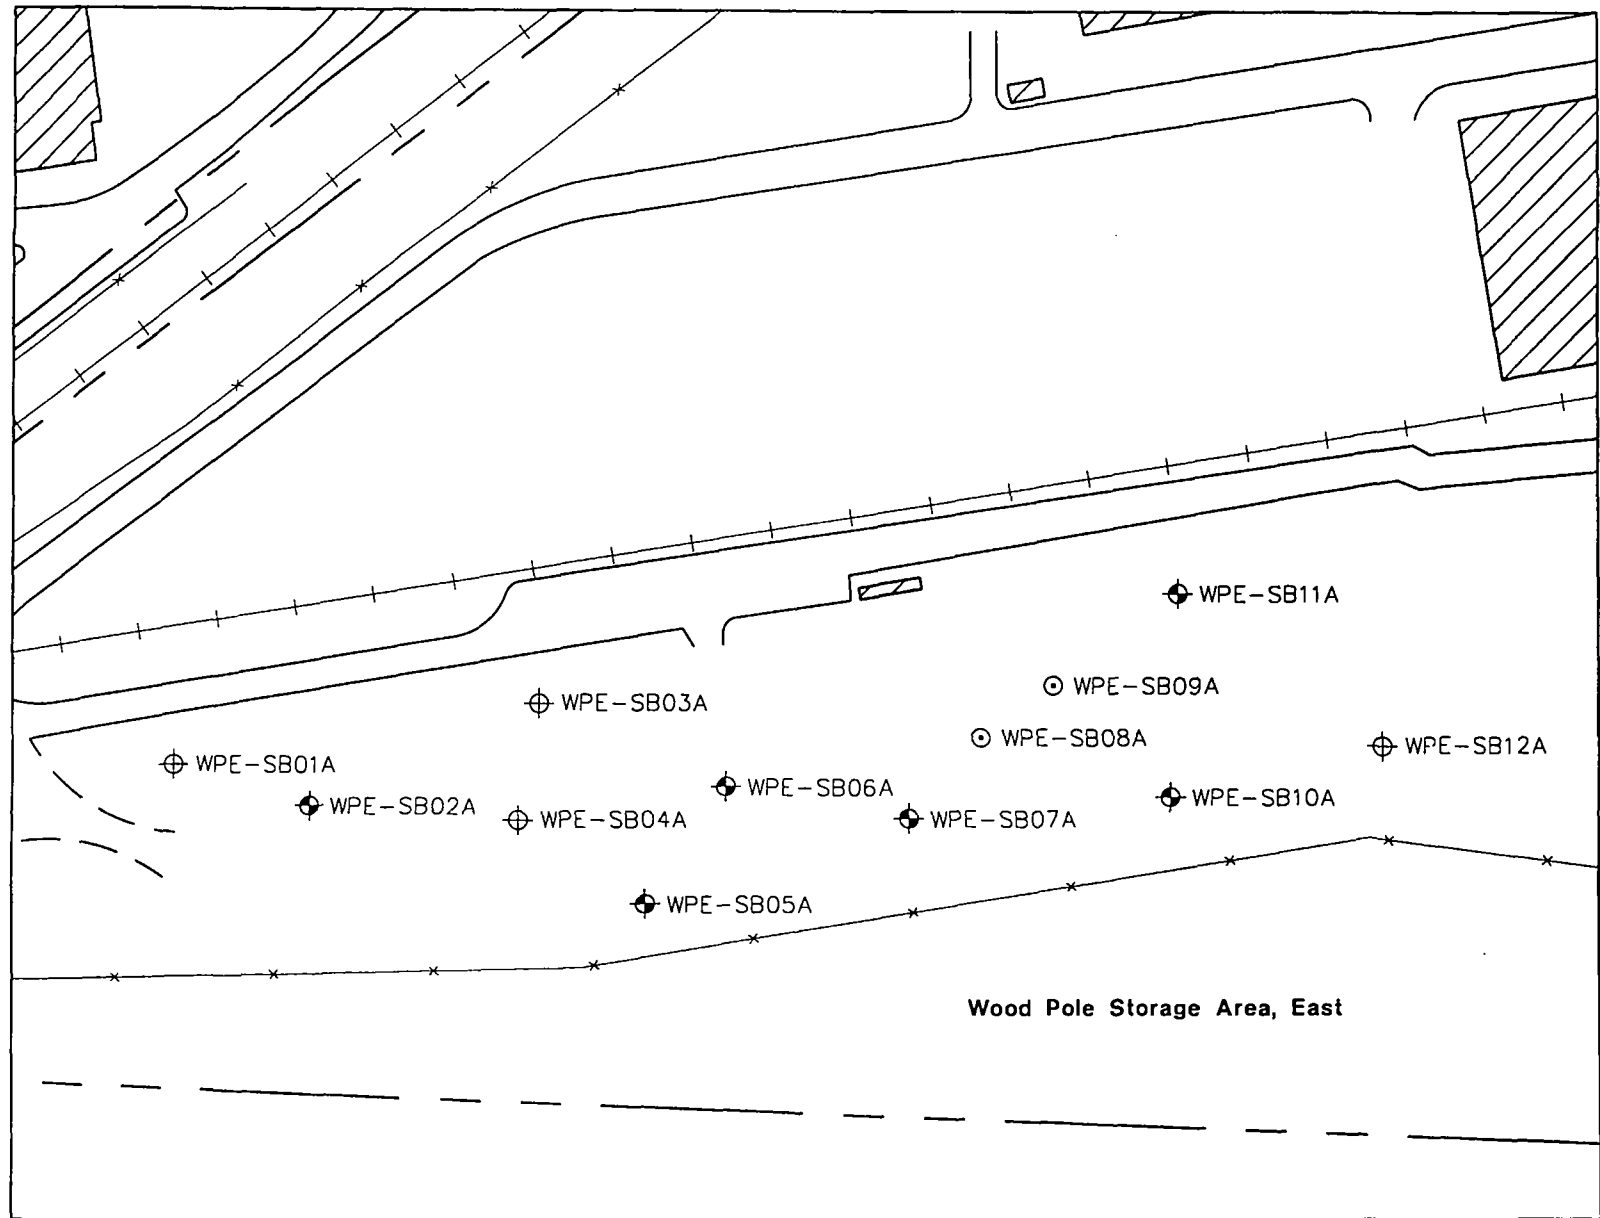 WPE-SB11A
WPE-SB09A
WPE-SB03A
WPE-SB08A
WPE-SB12A
WPE-SB01A
WPE-SB06A
WPE-SB10A
WPE-SB02A
WPE-SB04A
WPE-SB07A
WPE-SB05A
Wood Pole Storage Area, East